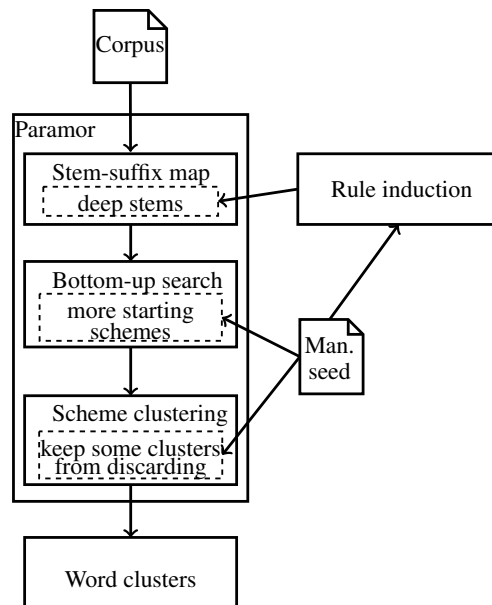 Corpus
Paramor
Stem-suffix map
deep stems
Rule induction
Bottom-up search
more starting
schemes
Man.
seed
Scheme clustering
keep some clusters
from discarding
Word clusters